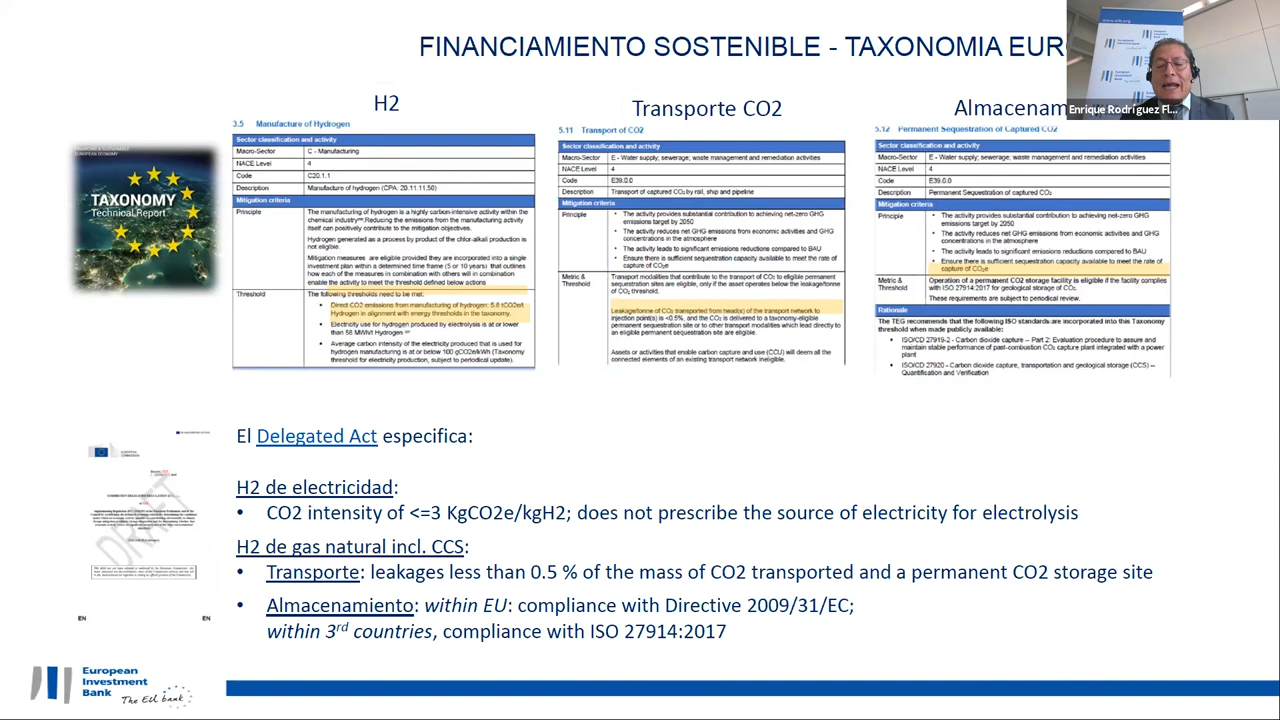 FINANCIAMIENTO SOSTENIBLE - TAXONOMIA EUR
www.eib.org
European
Investment
Bank
Enrique Rodríguez Fl...
H2
3.5 Manufacture of Hydrogen
Sector classification and activity
Macro-Sector C - Manufacturing
NACE Level 4
Code C20.1.1
Description Manufacture of hydrogen (CPA. 20.11.11.50)
Mitigation criteria
Principle The manufacturing of hydrogen is a highly carbon-intensive activity within the
chemical industry. Reducing the emissions from the manufacturing activity
itself can positively contribute to the mitigation objectives.
Hydrogen generated as a process by product of the chlor-alkali production is
not eligible.
Mitigation measures are eligible provided they are incorporated into a single
investment plan within a determined time frame (5 or 10 years) that outlines
how each of the measures in combination with others will in combination
enable the activity to meet the threshold defined below actions
Threshold The following thresholds need to be met:
• Direct CO2 emissions from manufacturing of hydrogen: 5.8 tCO2e/t
Hydrogen in alignment with energy thresholds in the taxonomy.
• Electricity use for hydrogen produced by electrolysis is at or lower
than 58 MWh/t Hydrogen
• Average carbon intensity of the electricity produced that is used for
hydrogen manufacturing is at or below 100 gCO2e/kWh (Taxonomy
threshold for electricity production, subject to periodical update).
Transporte CO2
5.11 Transport of CO2
Sector classification and activity
Macro-Sector E - Water supply; sewerage, waste management and remediation activities
NACE Level 4
Code E39.0.0
Description Transport of captured CO₂ by rail, ship and pipeline
Mitigation criteria
Principle • The activity provides substantial contribution to achieving net-zero GHG
emissions target by 2050
• The activity reduces net GHG emissions from economic activities and GHG
concentrations in the atmosphere
• The activity leads to significant emissions reductions compared to BAU
• Ensure there is sufficient sequestration capacity available to meet the rate of
capture of CO₂e
Metric &
Threshold
Transport modalities that contribute to the transport of CO₂ to eligible permanent
sequestration sites are eligible, only if the asset operates below the leakage/tonne
of CO₂ threshold.
Leakage/tonne of CO₂ transported from head(s) of the transport network to
injection point(s) is <0.5%, and the CO₂ is delivered to a taxonomy-eligible
permanent sequestration site or to other transport modalities which lead directly to
an eligible permanent sequestration site are eligible.
Assets or activities that enable carbon capture and use (CCU) will deem all the
connected elements of an existing transport network ineligible.
Almacenam
5.12 Permanent Sequestration of Captured CO2
Sector classification and activity
Macro-Sector E - Water supply; sewerage, waste management and remediation activities
NACE Level 4
Code E39.0.0
Description Permanent Sequestration of captured CO₂
Mitigation criteria
Principle • The activity provides substantial contribution to achieving net-zero GHG
emissions target by 2050
• The activity reduces net GHG emissions from economic activities and GHG
concentrations in the atmosphere
• The activity leads to significant emissions reductions compared to BAU
• Ensure there is sufficient sequestration capacity available to meet the rate of
capture of CO₂e
Metric &
Threshold
Operation of a permanent CO2 storage facility is eligible if the facility complies
with ISO 27914:2017 for geological storage of CO₂.
These requirements are subject to periodical review.
Rationale
The TEG recommends that the following ISO standards are incorporated into this Taxonomy
threshold when made publicly available:
• ISO/CD 27919-2 - Carbon dioxide capture – Part 2: Evaluation procedure to assure and
maintain stable performance of post-combustion CO₂ capture plant integrated with a power
plant
• ISO/CD 27920 - Carbon dioxide capture, transportation and geological storage (CCS) –
Quantification and Verification
EUROPEAN ECONOMY
TAXONOMY
Technical Report
EUROPEAN
COMMISSION
DRAFT
EN EN
El Delegated Act especifica:
H2 de electricidad:
• CO2 intensity of <=3 KgCO2e/kgH2; does not prescribe the source of electricity for electrolysis
H2 de gas natural incl. CCS:
• Transporte: leakages less than 0.5 % of the mass of CO2 transported and a permanent CO2 storage site
• Almacenamiento: within EU: compliance with Directive 2009/31/EC;
within 3rd countries, compliance with ISO 27914:2017
European
Investment
Bank
The EU bank